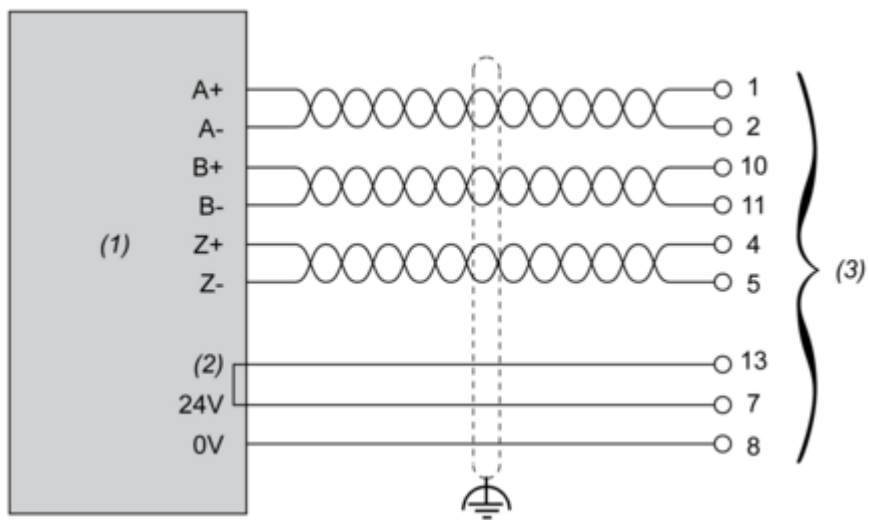 A+ 1
A- 2
B+ 10
B- 11
(1) Z+ 4 (3)
Z- 5
(2) 13
24V 7
0V 8